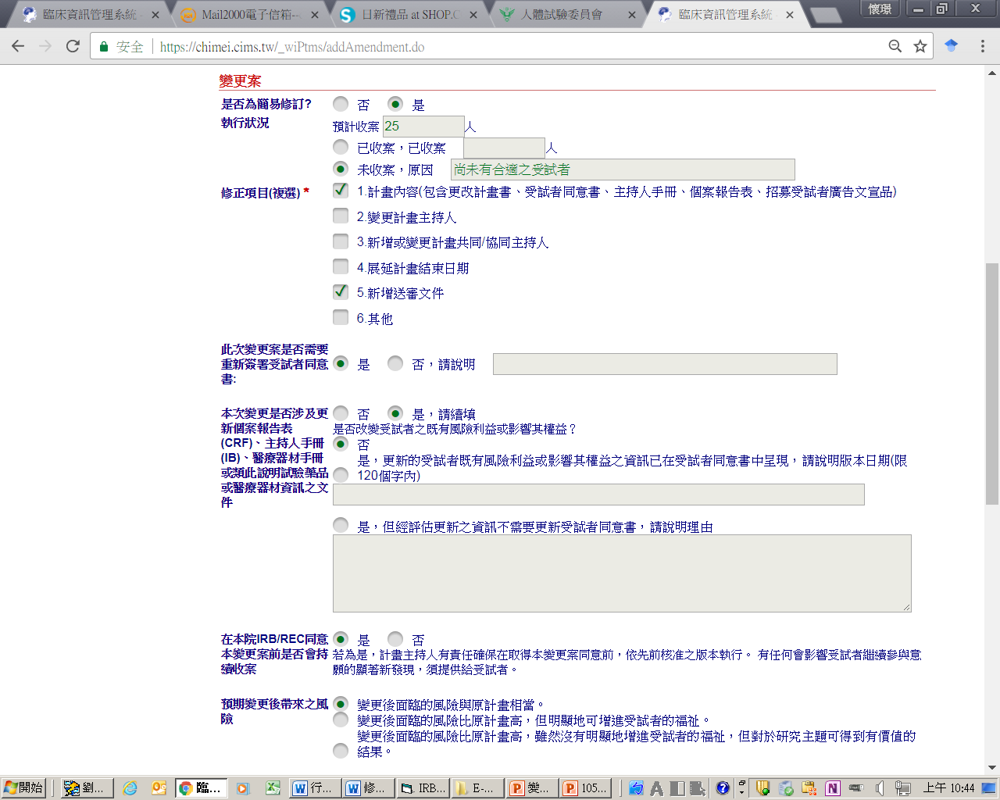 臨床資訊管理系統
Mail2000電子信箱--
日新禮品 at SHOP.C
人體試驗委員會
臨床資訊管理系統
懷環
安全
https://chimei.cims.tw/_wiPtms/addAmendment.do
變更案
是否為簡易修訂? 否 是
執行狀況 預計收案 25 人
已收案，已收案 人
未收案，原因 尚未有合適之受試者
修正項目(複選) * 1.計畫內容(包含更改計畫書、受試者同意書、主持人手冊、個案報告表、招募受試者廣告文宣品)
2.變更計畫主持人
3.新增或變更計畫共同/協同主持人
4.展延計畫結束日期
5.新增送審文件
6.其他
此次變更案是否需要
重新簽署受試者同意 是 否，請說明
書:
本次變更是否涉及更 否 是，請續填
新個案報告表 是否改變受試者之既有風險利益或影響其權益？
(CRF)、主持人手冊 否
(IB)、醫療器材手冊 是，更新的受試者既有風險利益或影響其權益之資訊已在受試者同意書中呈現，請說明版本日期(限
或類此說明試驗藥品 120個字內)
或醫療器材資訊之文
件
是，但經評估更新之資訊不需要更新受試者同意書，請說明理由
在本院IRB/REC同意 是 否
本變更案前是否會持 若為是，計畫主持人有責任確保在取得本變更案同意前，依先前核准之版本執行。 有任何會影響受試者繼續參與意
續收案 願的顯著新發現，須提供給受試者。
預期變更後帶來之風 變更後面臨的風險與原計畫相當。
險 變更後面臨的風險比原計畫高，但明顯地可增進受試者的福祉。
變更後面臨的風險比原計畫高，雖然沒有明顯地增進受試者的福祉，但對於研究主題可得到有價值的
結果。
開始 劉... 臨... 行... 修... IRB... E-... 變... 105... 上午 10:44